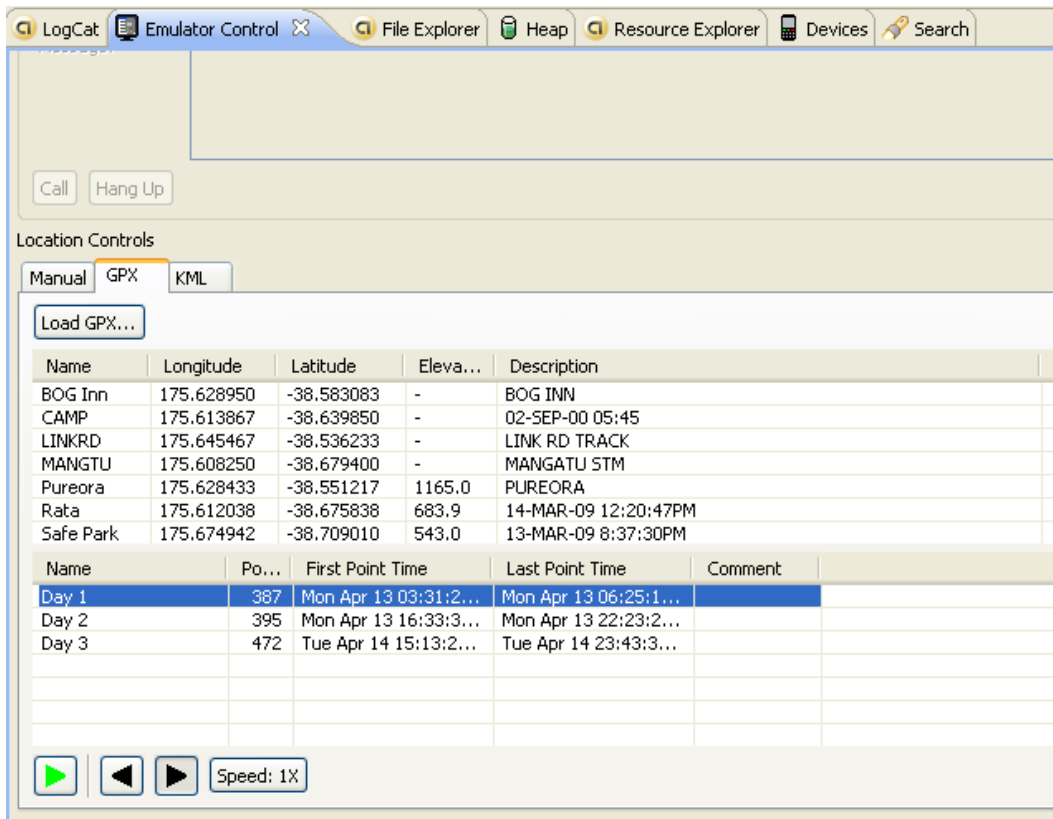 LogCat Emulator Control File Explorer Heap Resource Explorer Devices Search
Call Hang Up
Location Controls
Manual GPX KML
Load GPX...
Name Longitude Latitude Eleva... Description
BOG Inn 175.628950 -38.583083 - BOG INN
CAMP 175.613867 -38.639850 - 02-SEP-00 05:45
LINKRD 175.645467 -38.536233 - LINK RD TRACK
MANGTU 175.608250 -38.679400 - MANGATU STM
Pureora 175.628433 -38.551217 1165.0 PUREORA
Rata 175.612038 -38.675838 683.9 14-MAR-09 12:20:47PM
Safe Park 175.674942 -38.709010 543.0 13-MAR-09 8:37:30PM
Name Po... First Point Time Last Point Time Comment
Day 1 387 Mon Apr 13 03:31:2... Mon Apr 13 06:25:1...
Day 2 395 Mon Apr 13 16:33:3... Mon Apr 13 22:23:2...
Day 3 472 Tue Apr 14 15:13:2... Tue Apr 14 23:43:3...
Speed: 1X